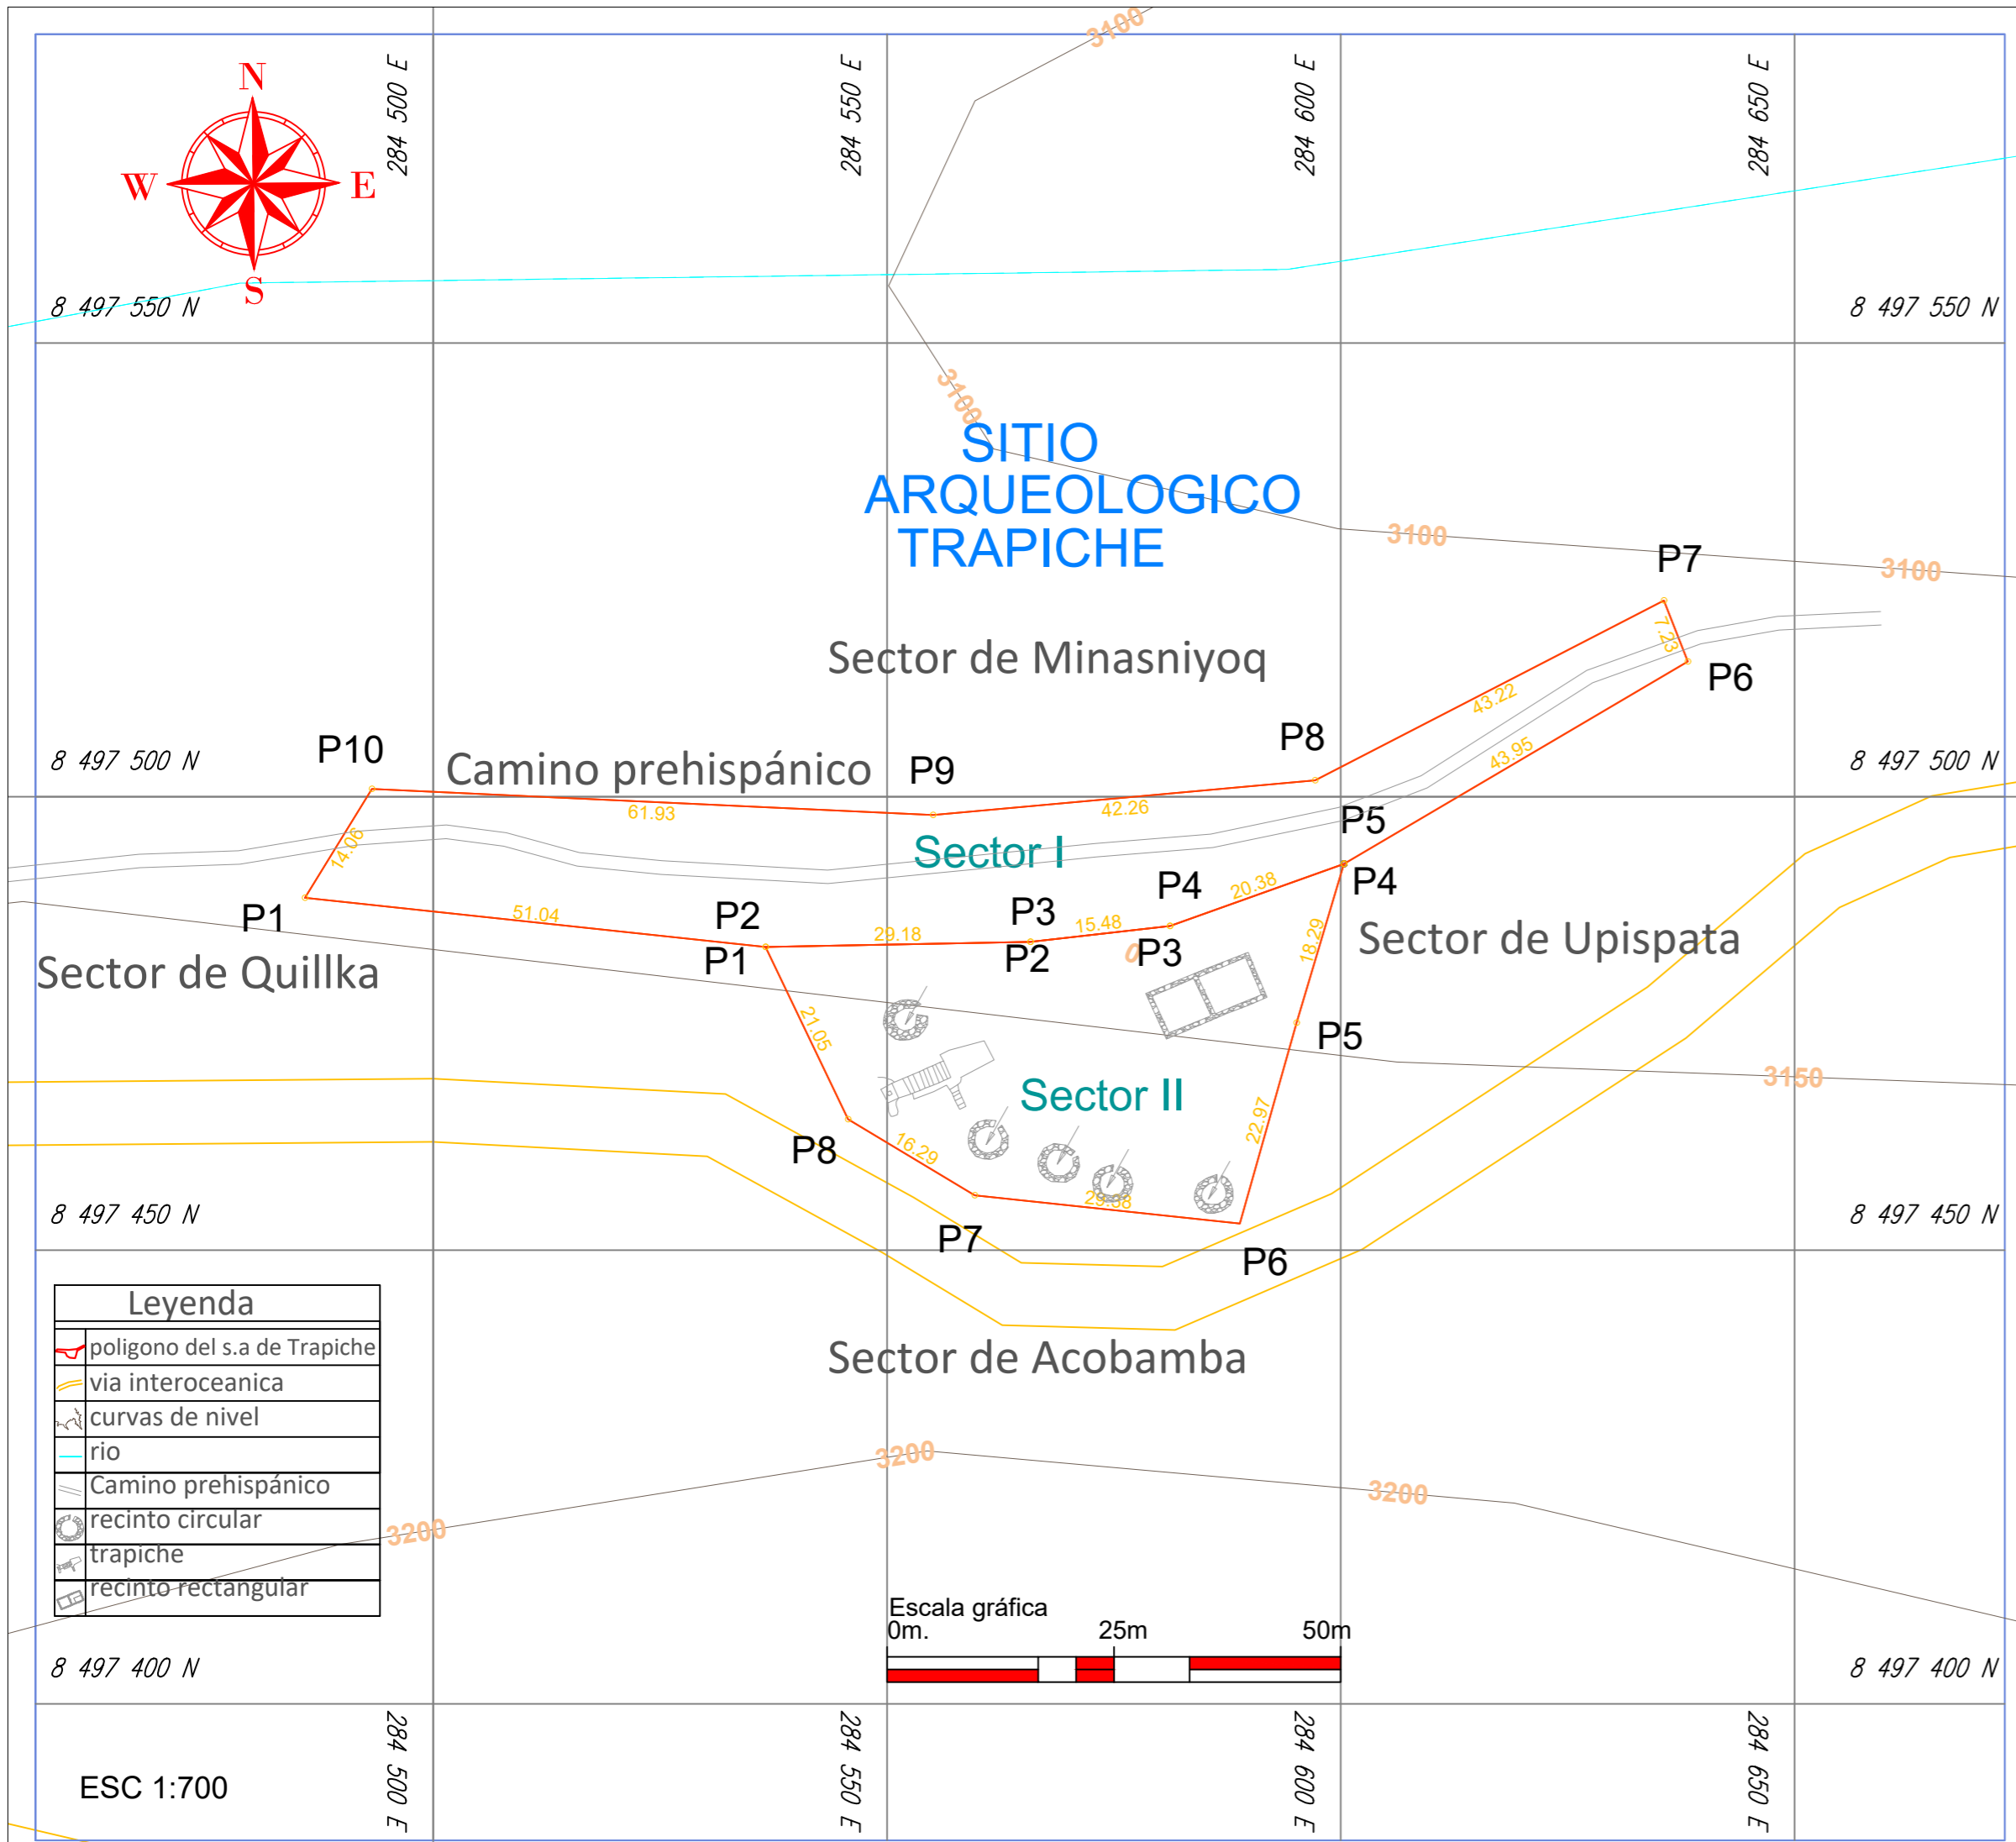 3100
284 500 E
284 550 E
284 600 E
284 650 E
N
W
E
S
8 497 550 N
8 497 550 N
3100
SITIO
ARQUEOLOGICO
TRAPICHE
3100
3100
P7
7.23
P6
Sector de Minasniyoq
43.22
43.95
P10
P8
8 497 500 N
Camino prehispánico
P9
8 497 500 N
61.93
42.26
P5
14.06
Sector I
P4
20.38
P4
P1
51.04
P2
P3
15.48
29.18
P1
P2
0
P3
18.29
Sector de Upispata
Sector de Quillka
21.05
P5
3150
Sector II
22.97
P8
16.29
8 497 450 N
8 497 450 N
P7
P6
Sector de Acobamba
Leyenda
poligono del s.a de Trapiche
via interoceanica
curvas de nivel
rio
Camino prehispánico
recinto circular
trapiche
recinto rectangular
3200
3200
3200
Escala gráfica
0m. 25m 50m
8 497 400 N
8 497 400 N
284 500 E
284 550 E
284 600 E
284 650 E
ESC 1:700